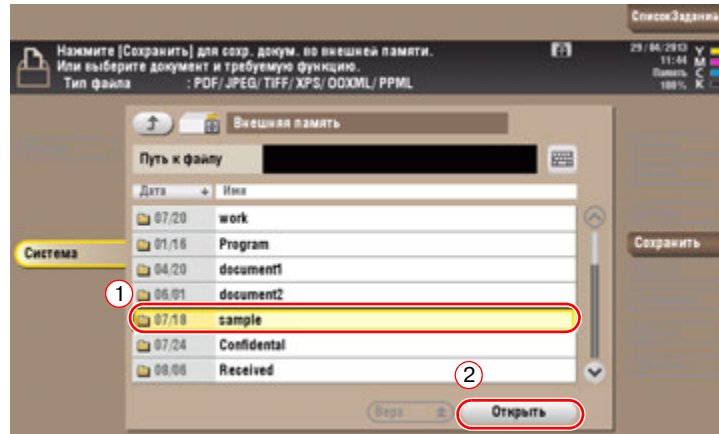 СписокЗаданий
Нажмите [Сохранить] для сохр. докум. во внешней памяти.
Или выберите документ и требуемую функцию.
Тип файла : PDF/JPEG/TIFF/XPS/OOXML/PPML
29/04/2013
11:44
Память
100%
Y
M
C
K
Внешняя память
Путь к файлу
Дата
Имя
07/20 work
01/16 Program
04/20 document1
06/01 document2
07/18 sample
07/24 Confidental
08/06 Received
Система
Сохранить
1
2
Верх
Открыть